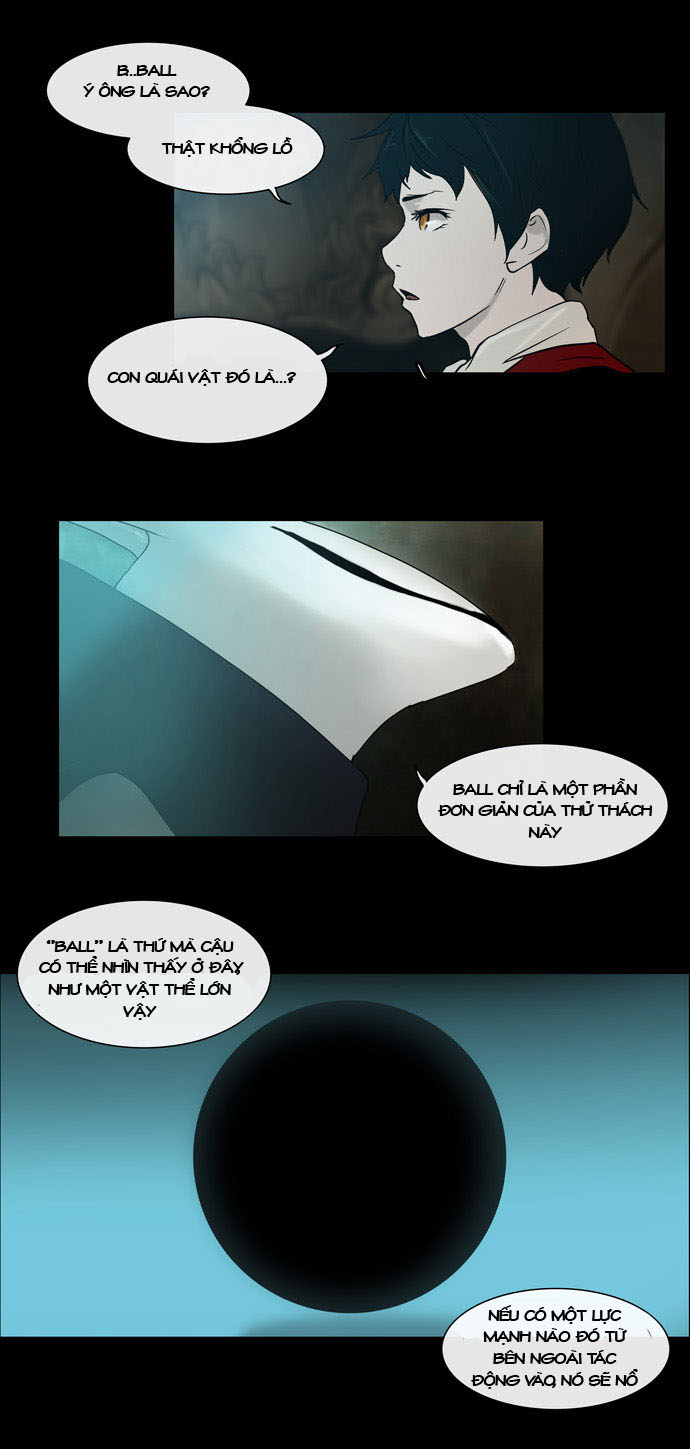 B..BALL
Ý ÔNG LÀ SAO?
THẬT KHỔNG LỒ
CON QUÁI VẬT ĐÓ LÀ...?
BALL CHỈ LÀ MỘT PHẦN
ĐƠN GIẢN CỦA THỬ THÁCH
NÀY
"BALL" LÀ THỨ MÀ CẬU
CÓ THỂ NHÌN THẤY Ở ĐÂY,
NHƯ MỘT VẬT THỂ LỚN
VẬY
NẾU CÓ MỘT LỰC
MẠNH NÀO ĐÓ TỪ
BÊN NGOÀI TÁC
ĐỘNG VÀO, NÓ SẼ NỔ